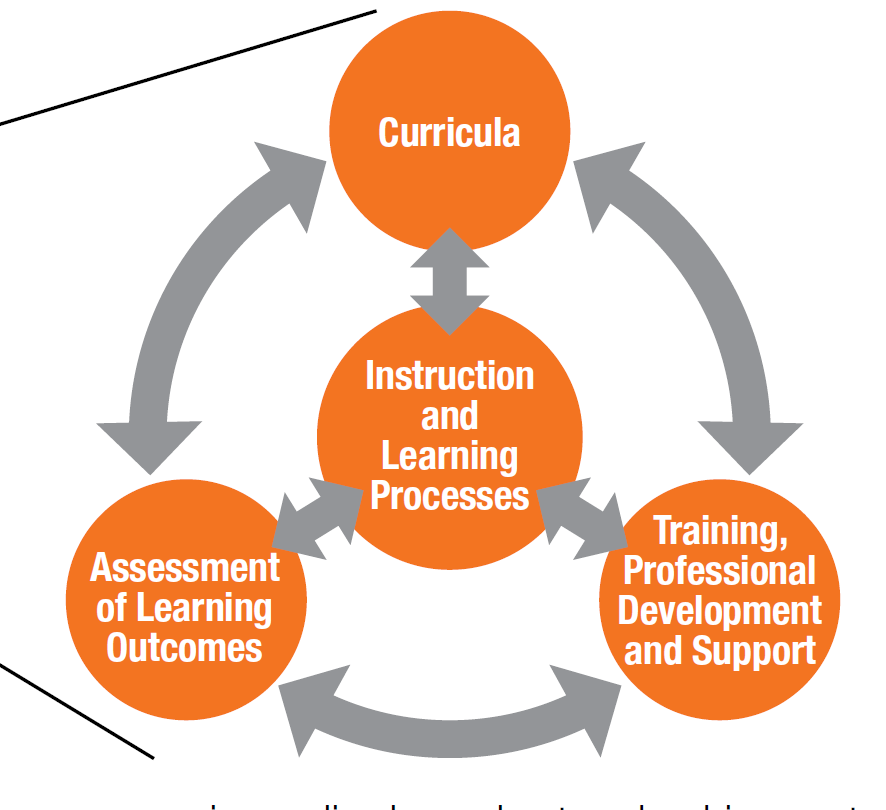 Curricula
Instruction
and
Learning
Processes
Assessment
of Learning
Outcomes
Training,
Professional
Development
and Support